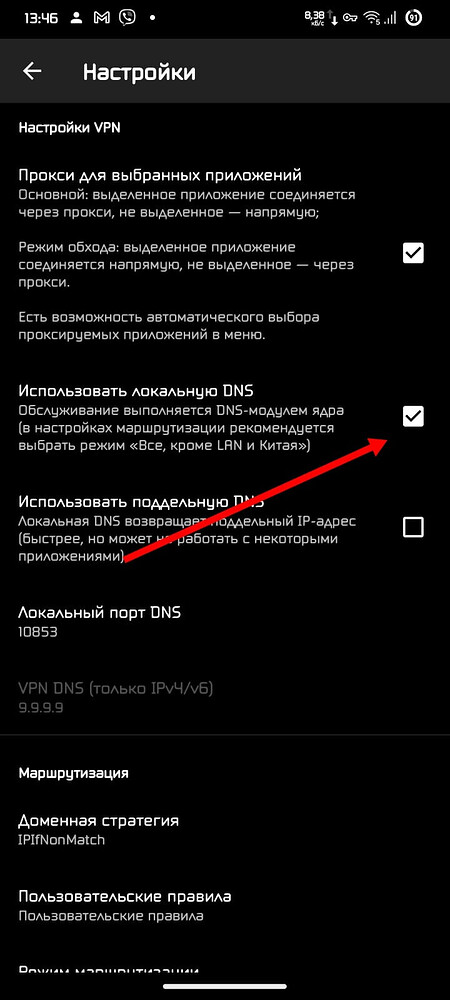 13:46
8,38
кб/с
5
91
Настройки
Настройки VPN
Прокси для выбранных приложений
Основной: выделенное приложение соединяется
через прокси, не выделенное — напрямую;
Режим обхода: выделенное приложение
соединяется напрямую, не выделенное — через
прокси.
Есть возможность автоматического выбора
проксируемых приложений в меню.
Использовать локальную DNS
Обслуживание выполняется DNS-модулем ядра
(в настройках маршрутизации рекомендуется
выбрать режим «Все, кроме LAN и Китая»)
Использовать поддельную DNS
Локальная DNS возвращает поддельный IP-адрес
(быстрее, но может не работать с некоторыми
приложениями)
Локальный порт DNS
10853
VPN DNS (только IPv4/v6)
9.9.9.9
Маршрутизация
Доменная стратегия
IPIfNonMatch
Пользовательские правила
Пользовательские правила
Режим маршрутизации